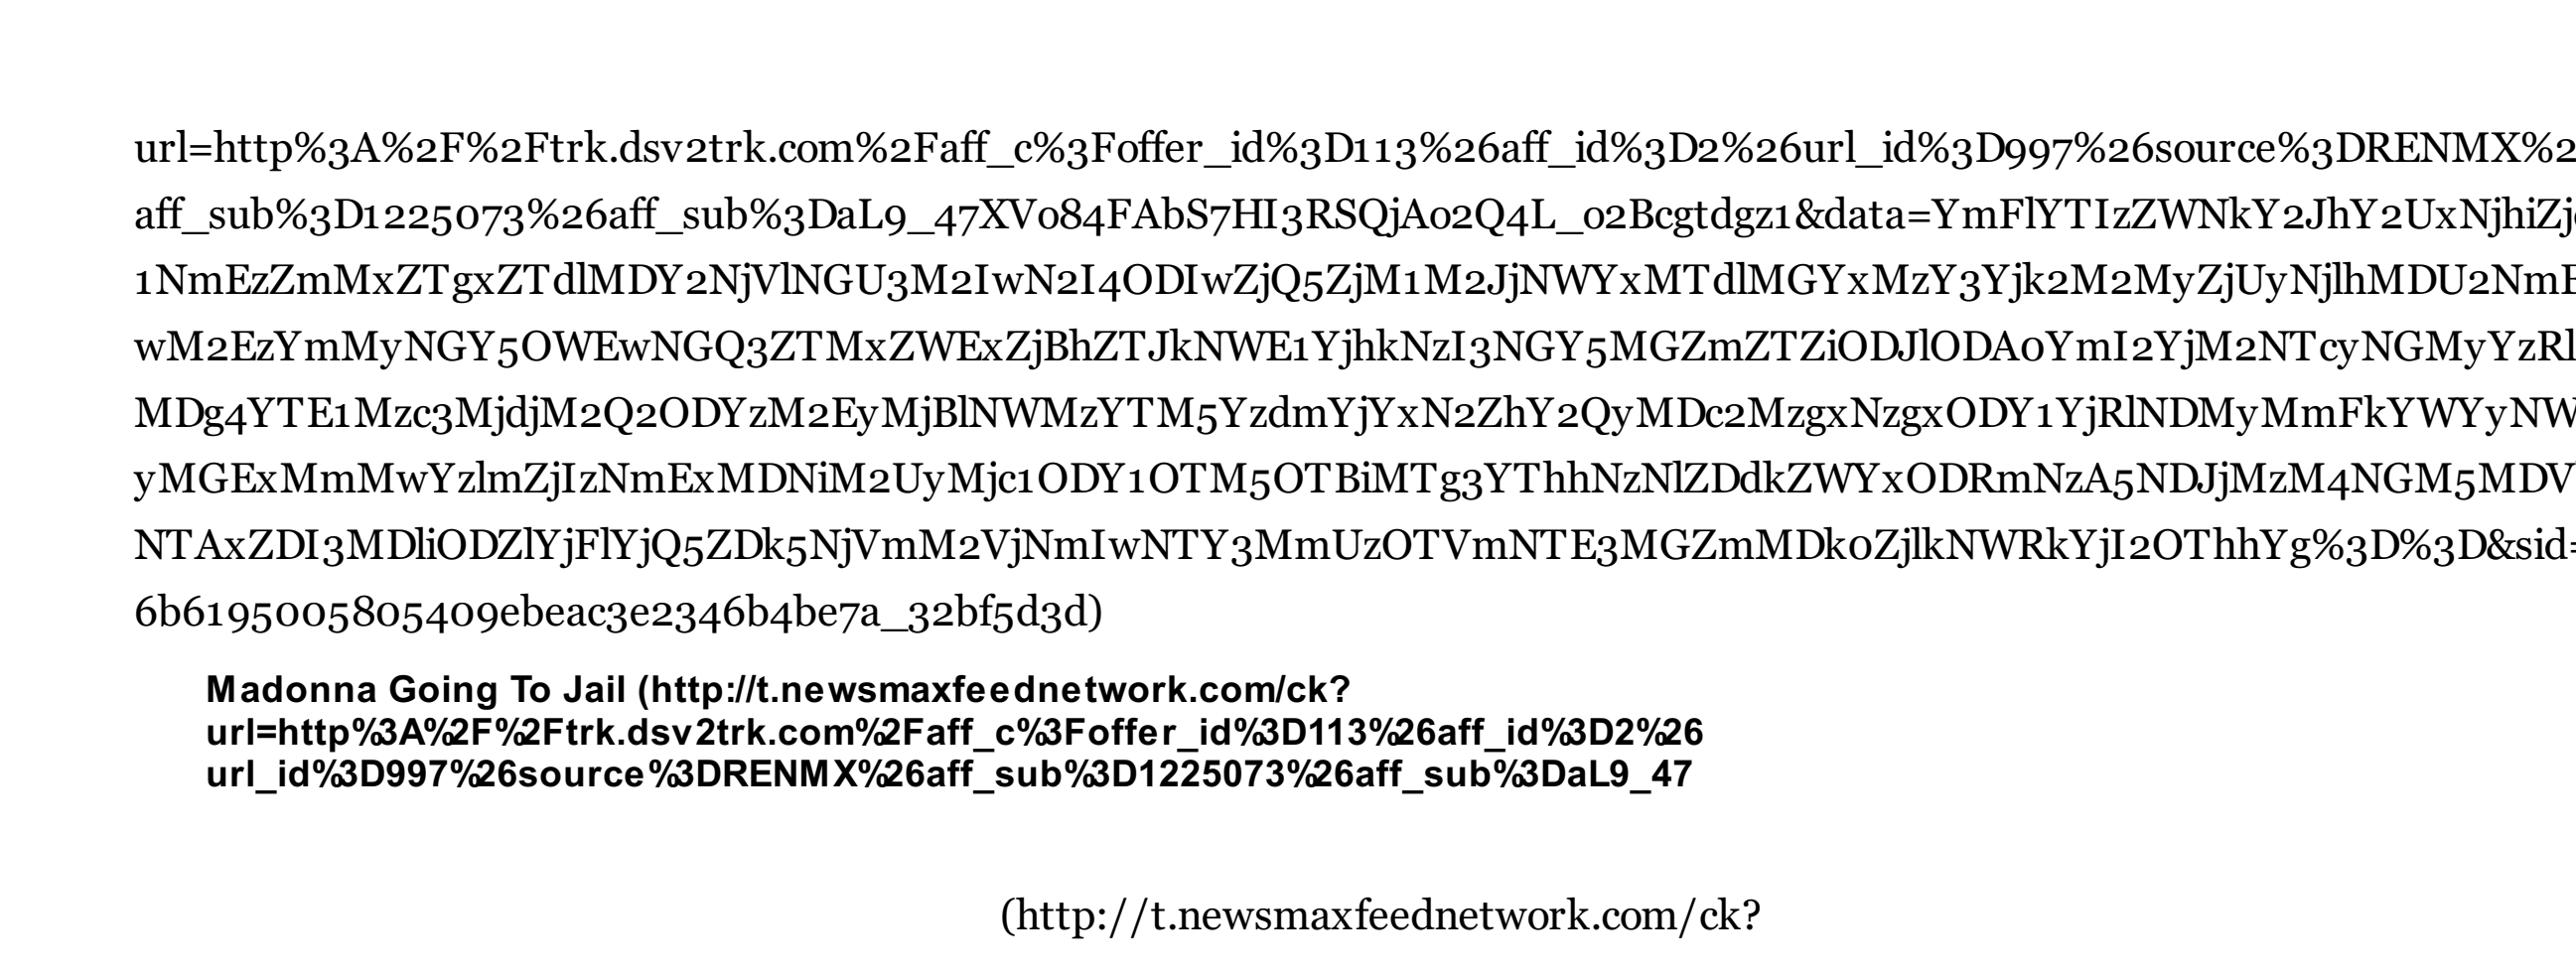 url=http%3A%2F%2Ftrk.dsv2trk.com%2Faff_c%3Foffer_id%3D113%26aff_id%3D2%26url_id%3D997%26source%3DRENMX%2
aff_sub%3D1225073%26aff_sub%3DaL9_47XV084FAbS7HI3RSQjA02Q4L_02Bcgtdgz1&data=YmFlYTIzZWNkY2JhY2UxNjhiZj
1NmEzZmMxZTgxZTdlMDY2NjVlNGU3M2IwN2I4ODIwZjQ5ZjM1M2JjNWYxMTdlMGYxMzY3Yjk2M2MyZjUyNjlhMDU2NmE
wM2EzYmMyNGY5OWEwNGQ3ZTMxZWExZjBhZTJkNWE1YjhkNzI3NGY5MGZmZTZiODJlODA0YmI2YjM2NTcyNGMyYzRl
MDg4YTE1Mzc3MjdjM2Q2ODYzM2EyMjBlNWMzYTM5YzdmYjYxN2ZhY2QyMDc2MzgxNzgxODY1YjRlNDMyMmFkYWYyNW
yMGExMmMwYzlmZjIzNmExMDNiM2UyMjc1ODY1OTM5OTBiMTg3YThhNzNlZDdkZWYxODRmNzA5NDJjMzM4NGM5MDV
NTAxZDI3MDliODZlYjFlYjQ5ZDk5NjVmM2VjNmIwNTY3MmUzOTVmNTE3MGZmMDk0ZjlkNWRkYjI2OThhYg%3D%3D&sid=
6b6195005805409ebeac3e2346b4be7a_32bf5d3d)
Madonna Going To Jail (http://t.newsmaxfeednetwork.com/ck?
url=http%3A%2F%2Ftrk.dsv2trk.com%2Faff_c%3Foffer_id%3D113%26aff_id%3D2%26
url_id%3D997%26source%3DRENMX%26aff_sub%3D1225073%26aff_sub%3DaL9_47
(http://t.newsmaxfeednetwork.com/ck?